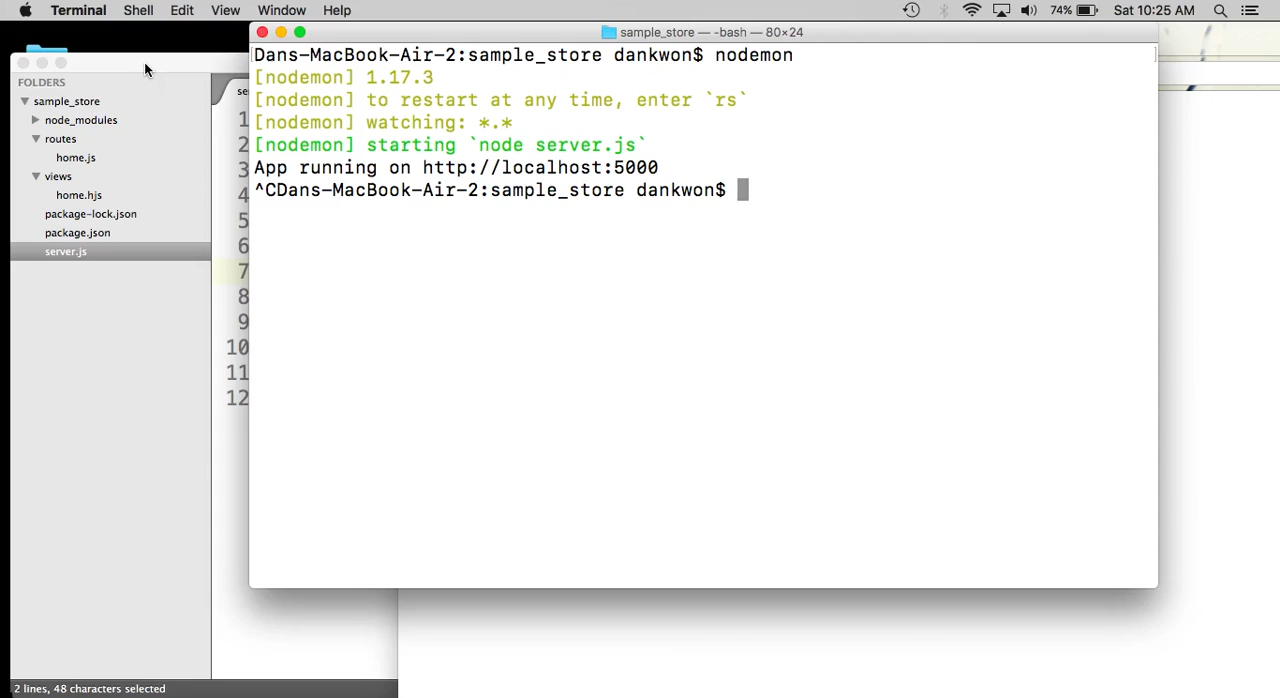 Terminal Shell Edit View Window Help 74% Sat 10:25 AM
sample_store — -bash — 80×24
Dans-MacBook-Air-2:sample_store dankwon$ nodemon
[nodemon] 1.17.3
[nodemon] to restart at any time, enter `rs`
[nodemon] watching: *.*
[nodemon] starting `node server.js`
App running on http://localhost:5000
^CDans-MacBook-Air-2:sample_store dankwon$
FOLDERS
sample_store
node_modules
routes
home.js
views
home.hjs
package-lock.json
package.json
server.js
se
1
2
3
4
5
6
7
8
9
10
11
12
2 lines, 48 characters selected